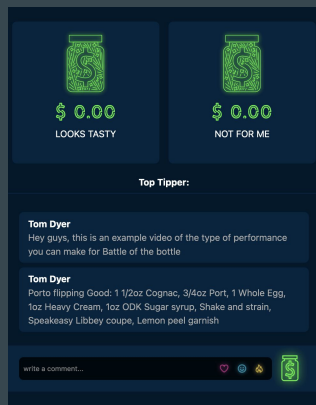 $
$
$ 0.00
$ 0.00
LOOKS TASTY
NOT FOR ME
Top Tipper:
Tom Dyer
Hey guys, this is an example video of the type of performance
you can make for Battle of the bottle
Tom Dyer
Porto flipping Good: 1 1/2oz Cognac, 3/4oz Port, 1 Whole Egg,
1oz Heavy Cream, 1oz ODK Sugar syrup, Shake and strain,
Speakeasy Libbey coupe, Lemon peel garnish
write a comment...
$